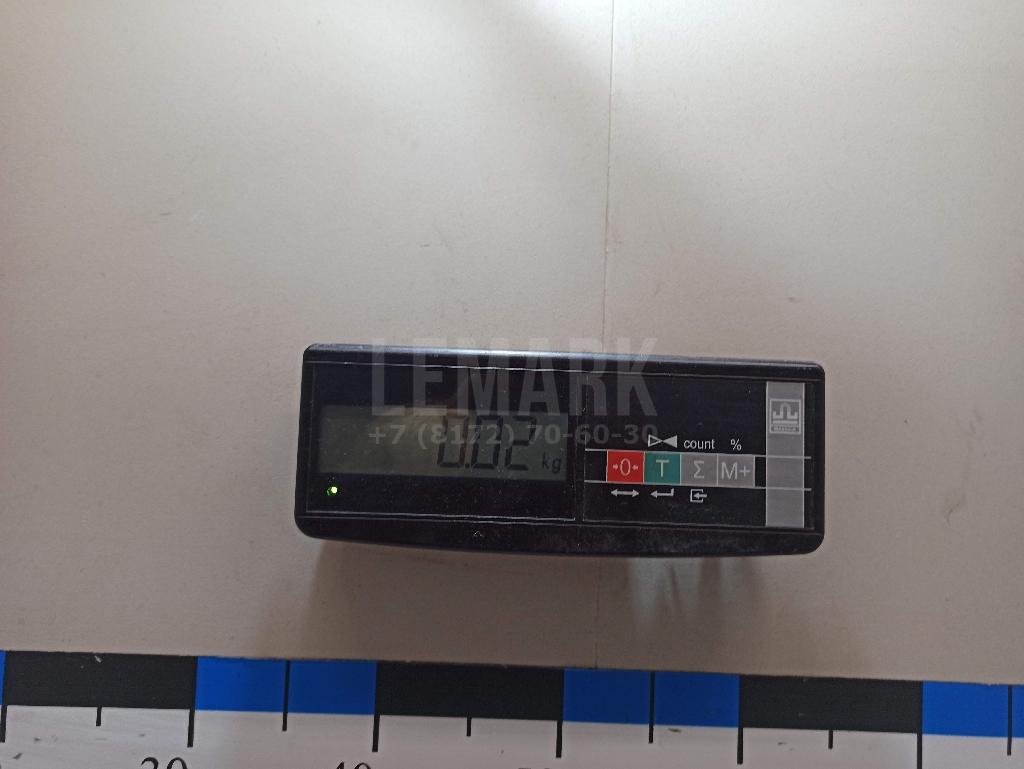 LEMARK
+7 (8172) 70-60-30
0.02 kg
count %
→0← T Σ M+